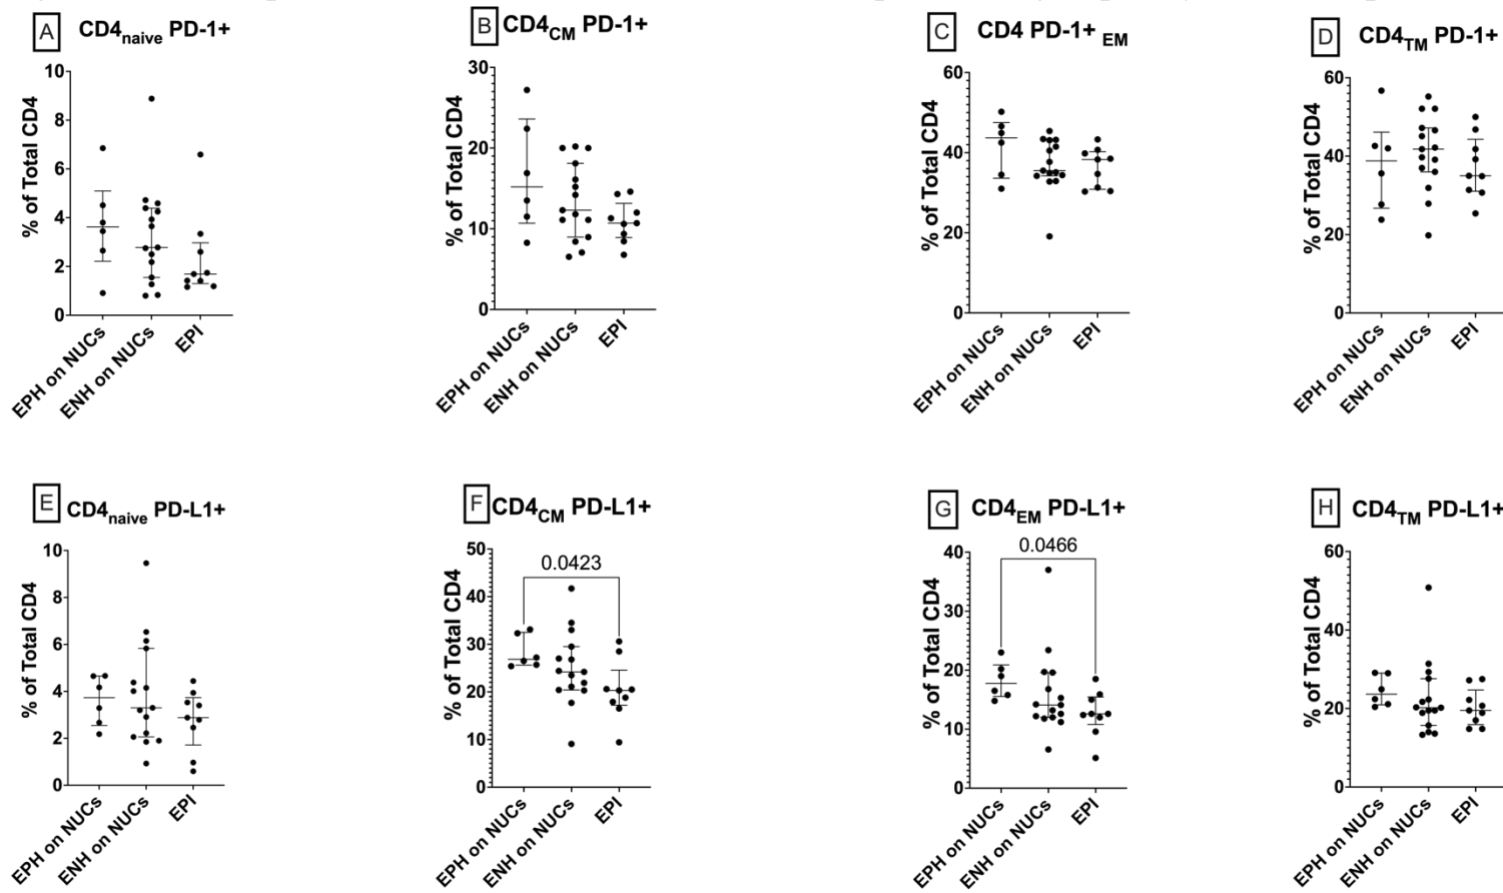 A
CD4naive PD-1+
% of Total CD4
10
8
6
4
2
0
EPH on NUCs
ENH on NUCs
EPI
B
CD4CM PD-1+
% of Total CD4
30
20
10
0
EPH on NUCs
ENH on NUCs
EPI
C
CD4 PD-1+ EM
% of Total CD4
60
40
20
0
EPH on NUCs
ENH on NUCs
EPI
D
CD4TM PD-1+
% of Total CD4
60
40
20
0
EPH on NUCs
ENH on NUCs
EPI
E
CD4naive PD-L1+
% of Total CD4
10
8
6
4
2
0
EPH on NUCs
ENH on NUCs
EPI
F
CD4CM PD-L1+
0.0423
% of Total CD4
50
40
30
20
10
0
EPH on NUCs
ENH on NUCs
EPI
G
CD4EM PD-L1+
0.0466
% of Total CD4
40
30
20
10
0
EPH on NUCs
ENH on NUCs
EPI
H
CD4TM PD-L1+
% of Total CD4
60
40
20
0
EPH on NUCs
ENH on NUCs
EPI